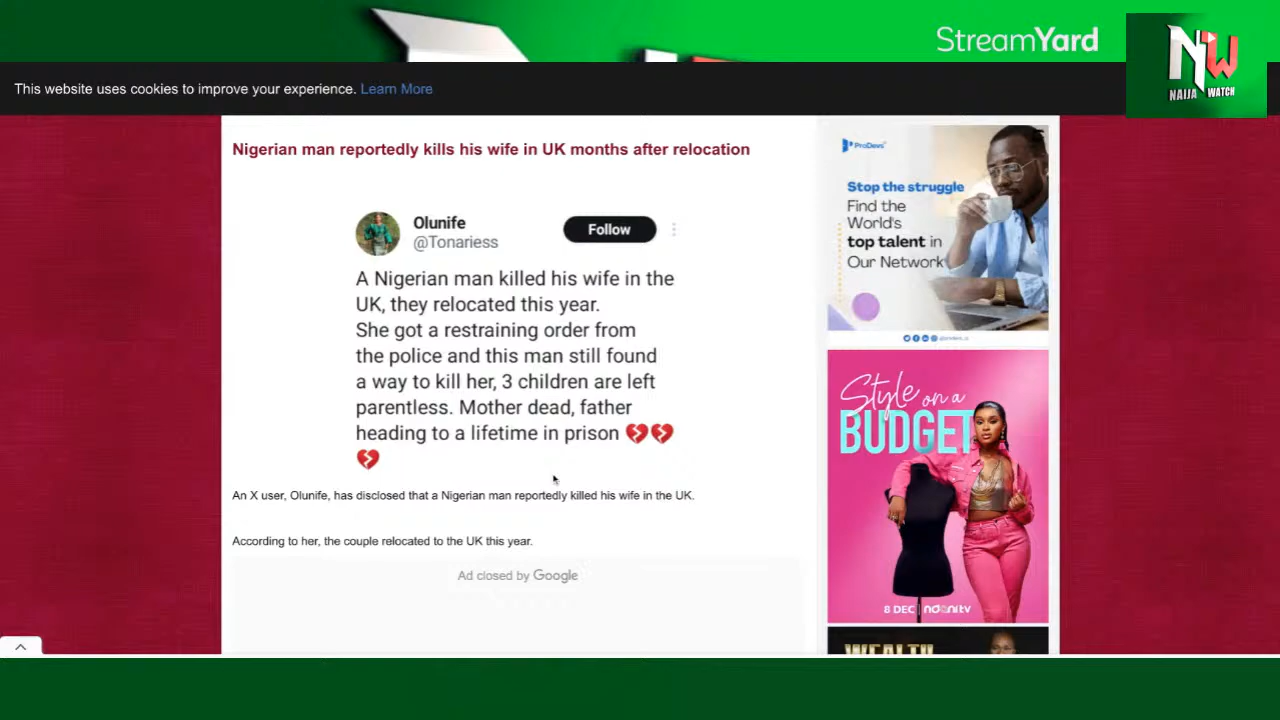 StreamYard
NW
NAIJA WATCH
This website uses cookies to improve your experience. Learn More
Nigerian man reportedly kills his wife in UK months after relocation
Olunife
@Tonariess
Follow
A Nigerian man killed his wife in the
UK, they relocated this year.
She got a restraining order from
the police and this man still found
a way to kill her, 3 children are left
parentless. Mother dead, father
heading to a lifetime in prison 💔💔
💔
An X user, Olunife, has disclosed that a Nigerian man reportedly killed his wife in the UK.
According to her, the couple relocated to the UK this year.
Ad closed by Google
ProDevs
Stop the struggle
Find the
World's
top talent in
Our Network
Style on a
BUDGET
8 DEC | ndanitv
WEALTH